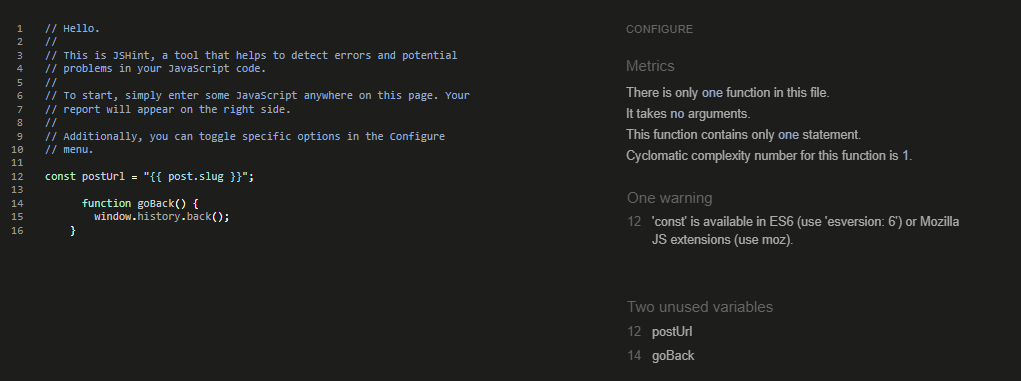 1 // Hello.
2 //
3 // This is JSHint, a tool that helps to detect errors and potential
4 // problems in your JavaScript code.
5 //
6 // To start, simply enter some JavaScript anywhere on this page. Your
7 // report will appear on the right side.
8 //
9 // Additionally, you can toggle specific options in the Configure
10 // menu.
11
12 const postUrl = "{{ post.slug }}";
13
14 function goBack() {
15 window.history.back();
16 }
CONFIGURE
Metrics
There is only one function in this file.
It takes no arguments.
This function contains only one statement.
Cyclomatic complexity number for this function is 1.
One warning
12 'const' is available in ES6 (use 'esversion: 6') or Mozilla
JS extensions (use moz).
Two unused variables
12 postUrl
14 goBack